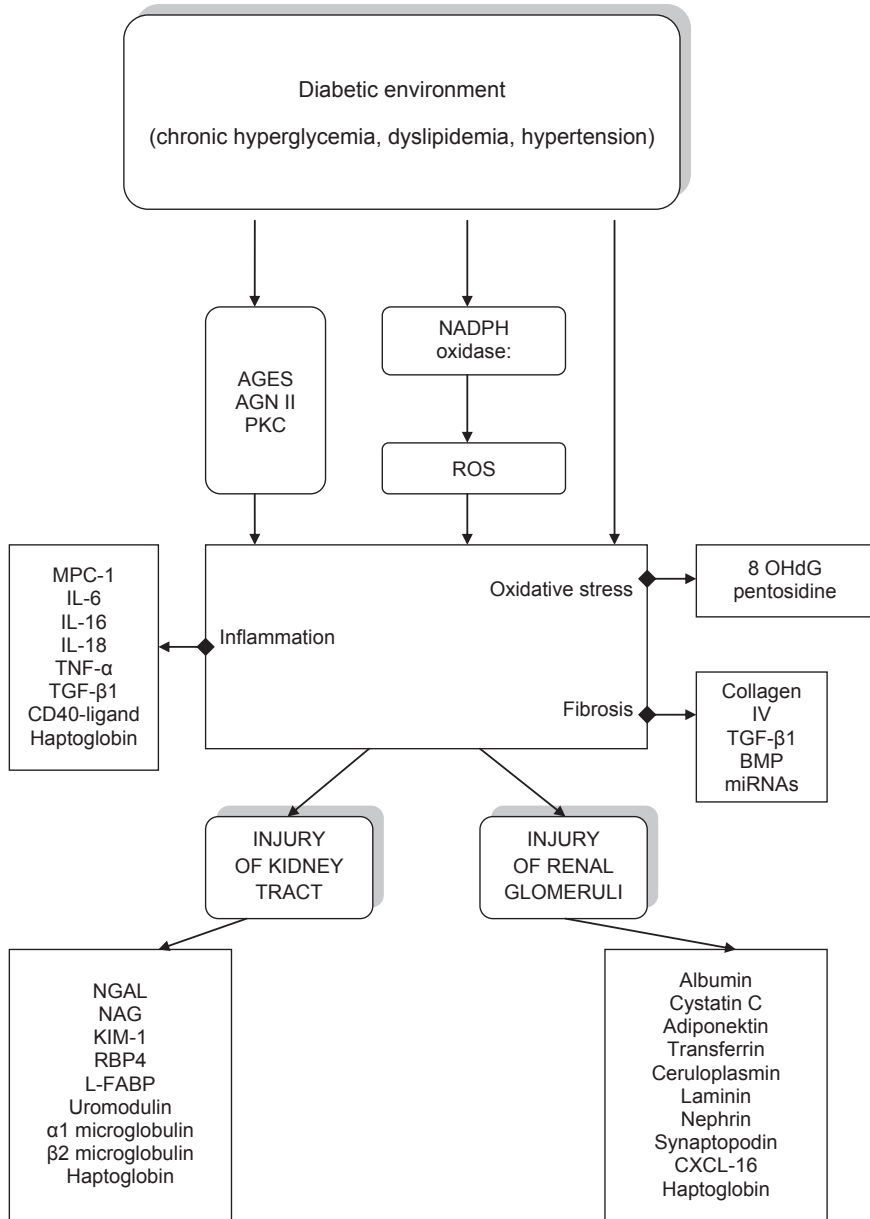 Diabetic environment
(chronic hyperglycemia, dyslipidemia, hypertension)
AGES
AGN II
PKC
NADPH
oxidase:
ROS
MPC-1
IL-6
IL-16
IL-18
TNF-α
TGF-β1
CD40-ligand
Haptoglobin
Inflammation
Oxidative stress
Fibrosis
8 OHdG
pentosidine
Collagen
IV
TGF-β1
BMP
miRNAs
INJURY
OF KIDNEY
TRACT
INJURY
OF RENAL
GLOMERULI
NGAL
NAG
KIM-1
RBP4
L-FABP
Uromodulin
α1 microglobulin
β2 microglobulin
Haptoglobin
Albumin
Cystatin C
Adiponektin
Transferrin
Ceruloplasmin
Laminin
Nephrin
Synaptopodin
CXCL-16
Haptoglobin